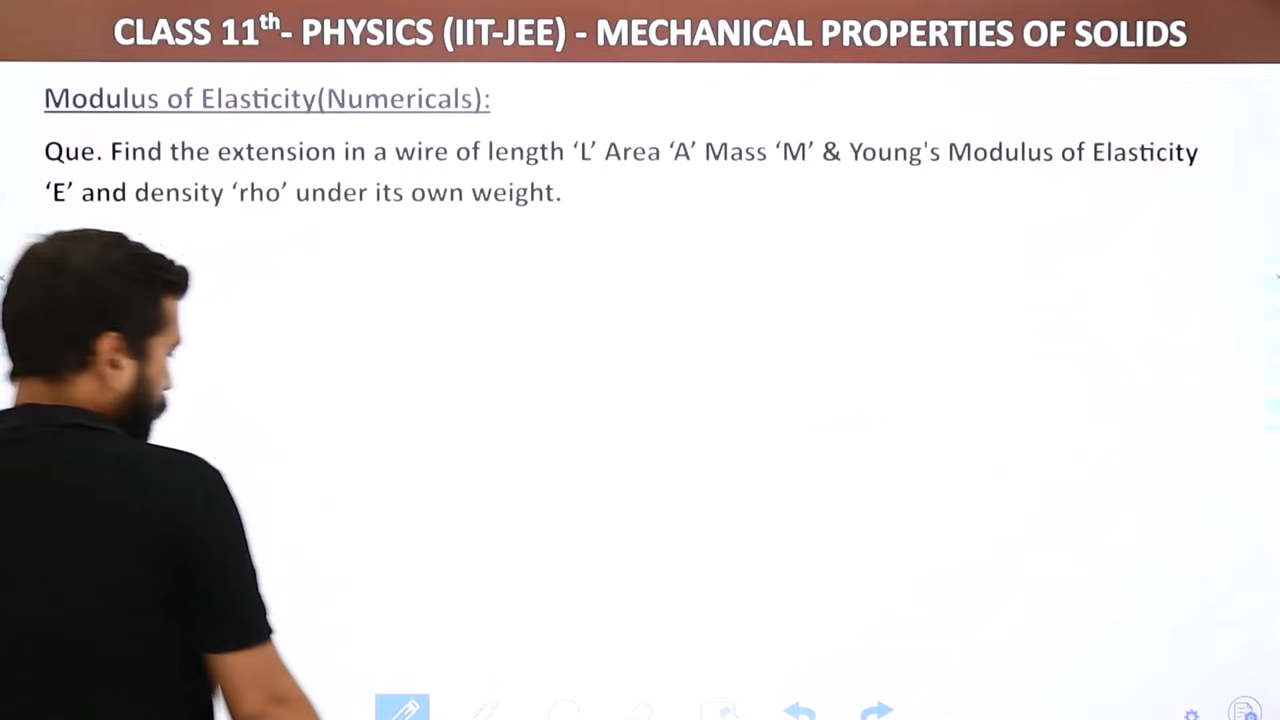 CLASS 11th- PHYSICS (IIT-JEE) - MECHANICAL PROPERTIES OF SOLIDS
Modulus of Elasticity(Numericals):
Que. Find the extension in a wire of length ‘L’ Area ‘A’ Mass ‘M’ & Young's Modulus of Elasticity
‘E’ and density ‘rho’ under its own weight.